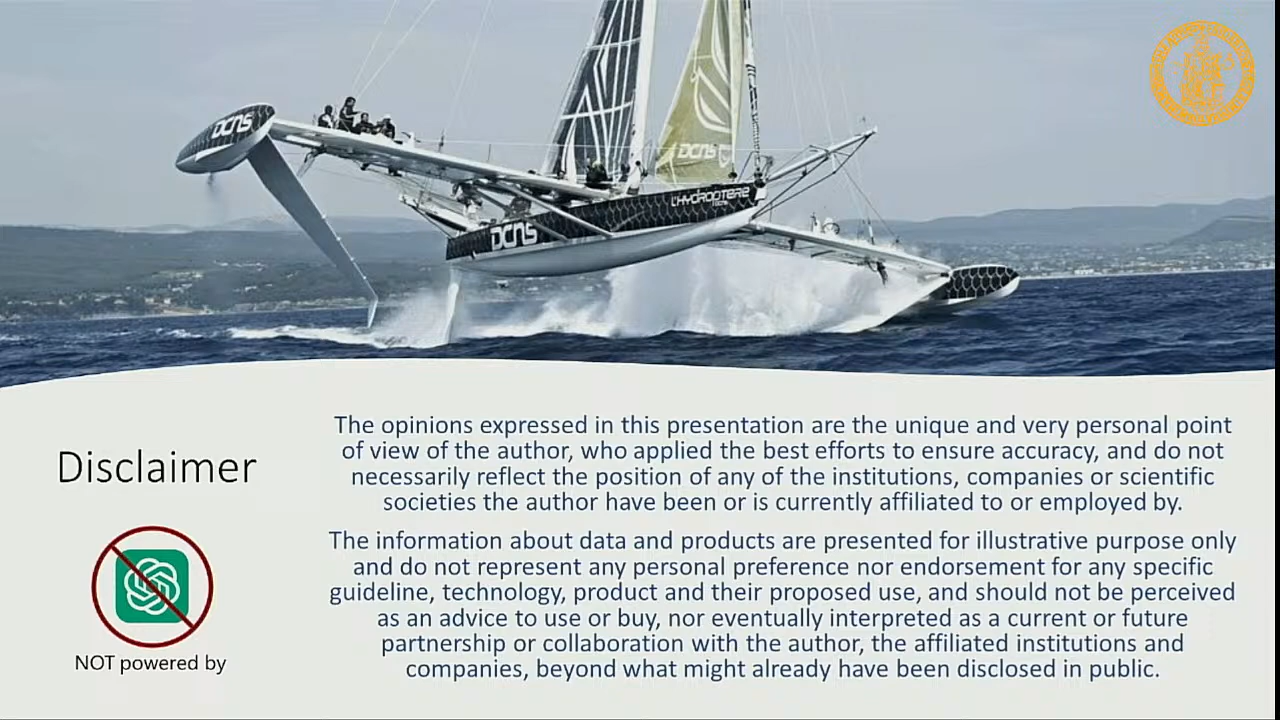 DCNS
DCNS
L'HYDROPTERE
DCNS
The opinions expressed in this presentation are the unique and very personal point
of view of the author, who applied the best efforts to ensure accuracy, and do not
necessarily reflect the position of any of the institutions, companies or scientific
societies the author have been or is currently affiliated to or employed by.
Disclaimer
The information about data and products are presented for illustrative purpose only
and do not represent any personal preference nor endorsement for any specific
guideline, technology, product and their proposed use, and should not be perceived
as an advice to use or buy, nor eventually interpreted as a current or future
partnership or collaboration with the author, the affiliated institutions and
companies, beyond what might already have been disclosed in public.
NOT powered by